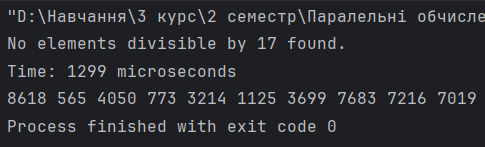 "D:\Навчання\3 курс\2 семестр\Паралельні
No elements divisible by 17 found.
Time: 1299 microseconds
8618 565 4050 773 3214 1125 3699 7683 7216 7019
Process finished with exit code 0